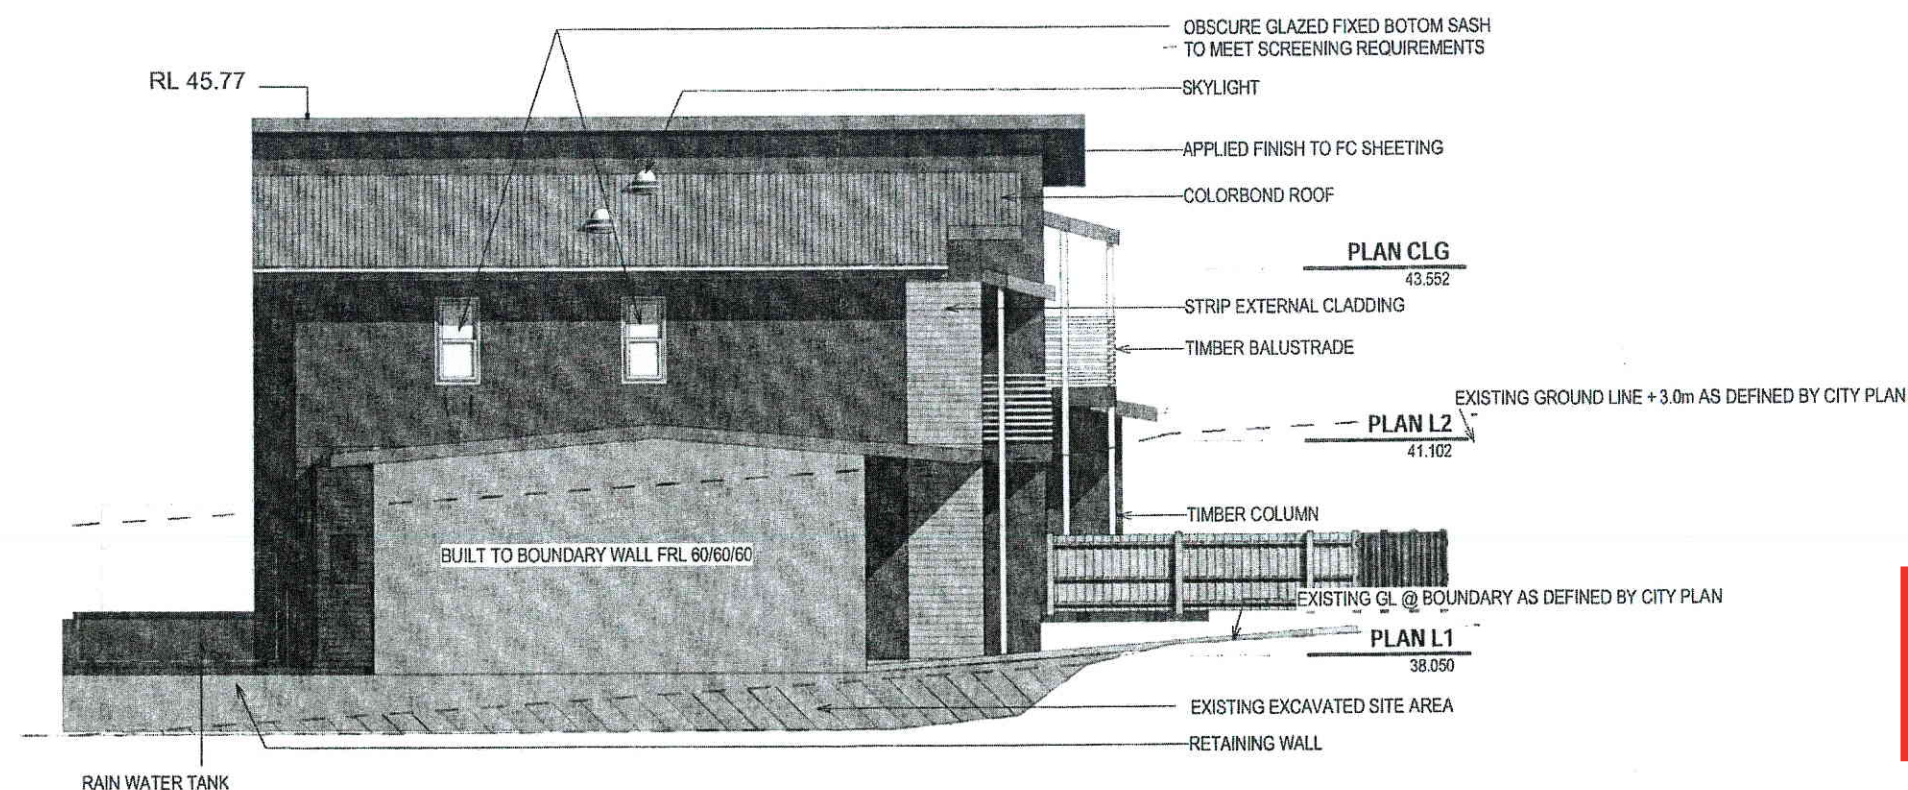 OBSCURE GLAZED FIXED BOTOM SASH
TO MEET SCREENING REQUIREMENTS
RL 45.77
SKYLIGHT
APPLIED FINISH TO FC SHEETING
COLORBOND ROOF
PLAN CLG
43.552
STRIP EXTERNAL CLADDING
TIMBER BALUSTRADE
EXISTING GROUND LINE + 3.0m AS DEFINED BY CITY PLAN
PLAN L2
41.102
TIMBER COLUMN
BUILT TO BOUNDARY WALL FRL 60/60/60
EXISTING GL @ BOUNDARY AS DEFINED BY CITY PLAN
PLAN L1
38.050
EXISTING EXCAVATED SITE AREA
RETAINING WALL
RAIN WATER TANK